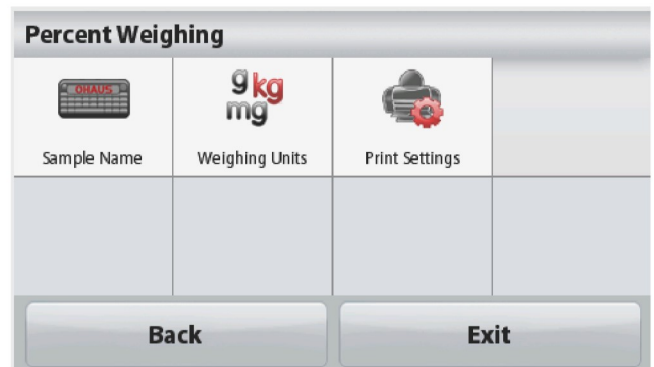 Percent Weighing
OHAUS
g kg
mg
Sample Name
Weighing Units
Print Settings
Back
Exit